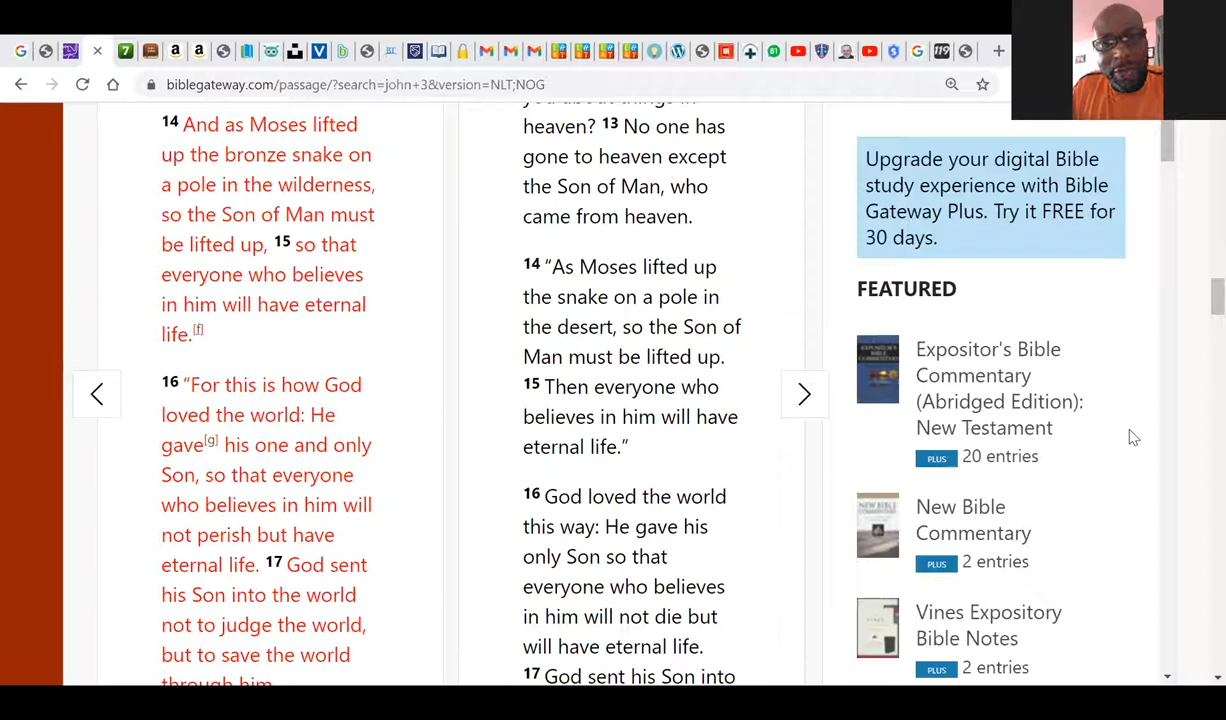 biblegateway.com/passage/?search=john+3&version=NLT;NOG
14 And as Moses lifted
up the bronze snake on
a pole in the wilderness,
so the Son of Man must
be lifted up, 15 so that
everyone who believes
in him will have eternal
life.[f]
16 “For this is how God
loved the world: He
gave[g] his one and only
Son, so that everyone
who believes in him will
not perish but have
eternal life. 17 God sent
his Son into the world
not to judge the world,
but to save the world
through him.
you about things in
heaven? 13 No one has
gone to heaven except
the Son of Man, who
came from heaven.
14 “As Moses lifted up
the snake on a pole in
the desert, so the Son of
Man must be lifted up.
15 Then everyone who
believes in him will have
eternal life.”
16 God loved the world
this way: He gave his
only Son so that
everyone who believes
in him will not die but
will have eternal life.
17 God sent his Son into
Upgrade your digital Bible
study experience with Bible
Gateway Plus. Try it FREE for
30 days.
FEATURED
Expositor's Bible
Commentary
(Abridged Edition):
New Testament
PLUS 20 entries
New Bible
Commentary
PLUS 2 entries
Vines Expository
Bible Notes
PLUS 2 entries